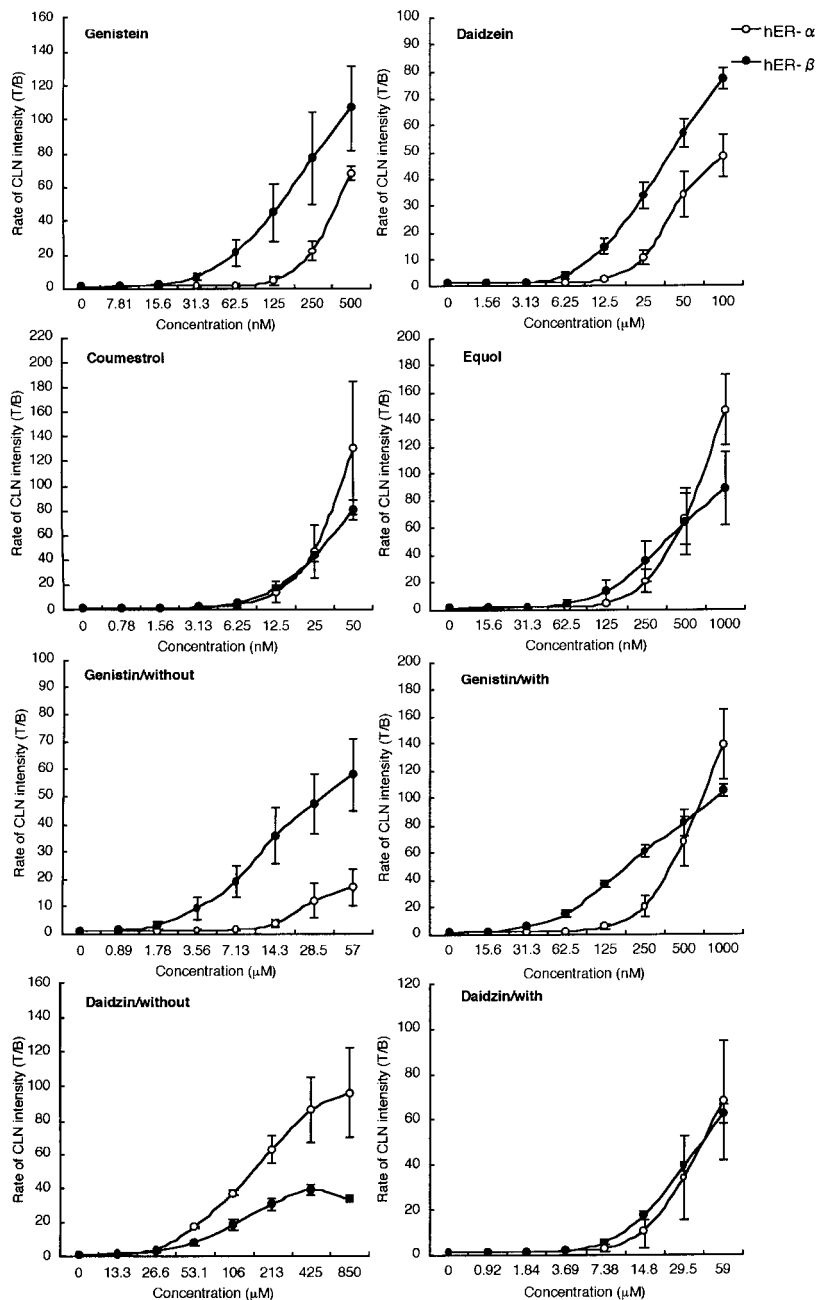 Genistein
Rate of CLN intensity (T/B)
160
140
120
100
80
60
40
20
0
0 7.81 15.6 31.3 62.5 125 250 500
Concentration (nM)
Daidzein
Rate of CLN intensity (T/B)
100
90
80
70
60
50
40
30
20
10
0
0 1.56 3.13 6.25 12.5 25 50 100
Concentration (μM)
hER- α
hER- β
Coumestrol
Rate of CLN intensity (T/B)
220
200
180
160
140
120
100
80
60
40
20
0
0 0.78 1.56 3.13 6.25 12.5 25 50
Concentration (nM)
Equol
Rate of CLN intensity (T/B)
200
180
160
140
120
100
80
60
40
20
0
0 15.6 31.3 62.5 125 250 500 1000
Concentration (nM)
Genistin/without
Rate of CLN intensity (T/B)
100
90
80
70
60
50
40
30
20
10
0
0 0.89 1.78 3.56 7.13 14.3 28.5 57
Concentration (μM)
Genistin/with
Rate of CLN intensity (T/B)
200
180
160
140
120
100
80
60
40
20
0
0 15.6 31.3 62.5 125 250 500 1000
Concentration (nM)
Daidzin/without
Rate of CLN intensity (T/B)
160
140
120
100
80
60
40
20
0
0 13.3 26.6 53.1 106 213 425 850
Concentration (μM)
Daidzin/with
Rate of CLN intensity (T/B)
120
100
80
60
40
20
0
0 0.92 1.84 3.69 7.38 14.8 29.5 59
Concentration (μM)